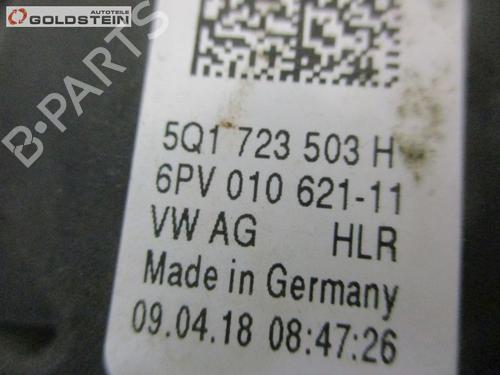 Autoteile
GOLDSTEIN
5Q1 723 503 H
6PV 010 621-11
VW AG HLR
Made in Germany
09.04.18 08:47:26